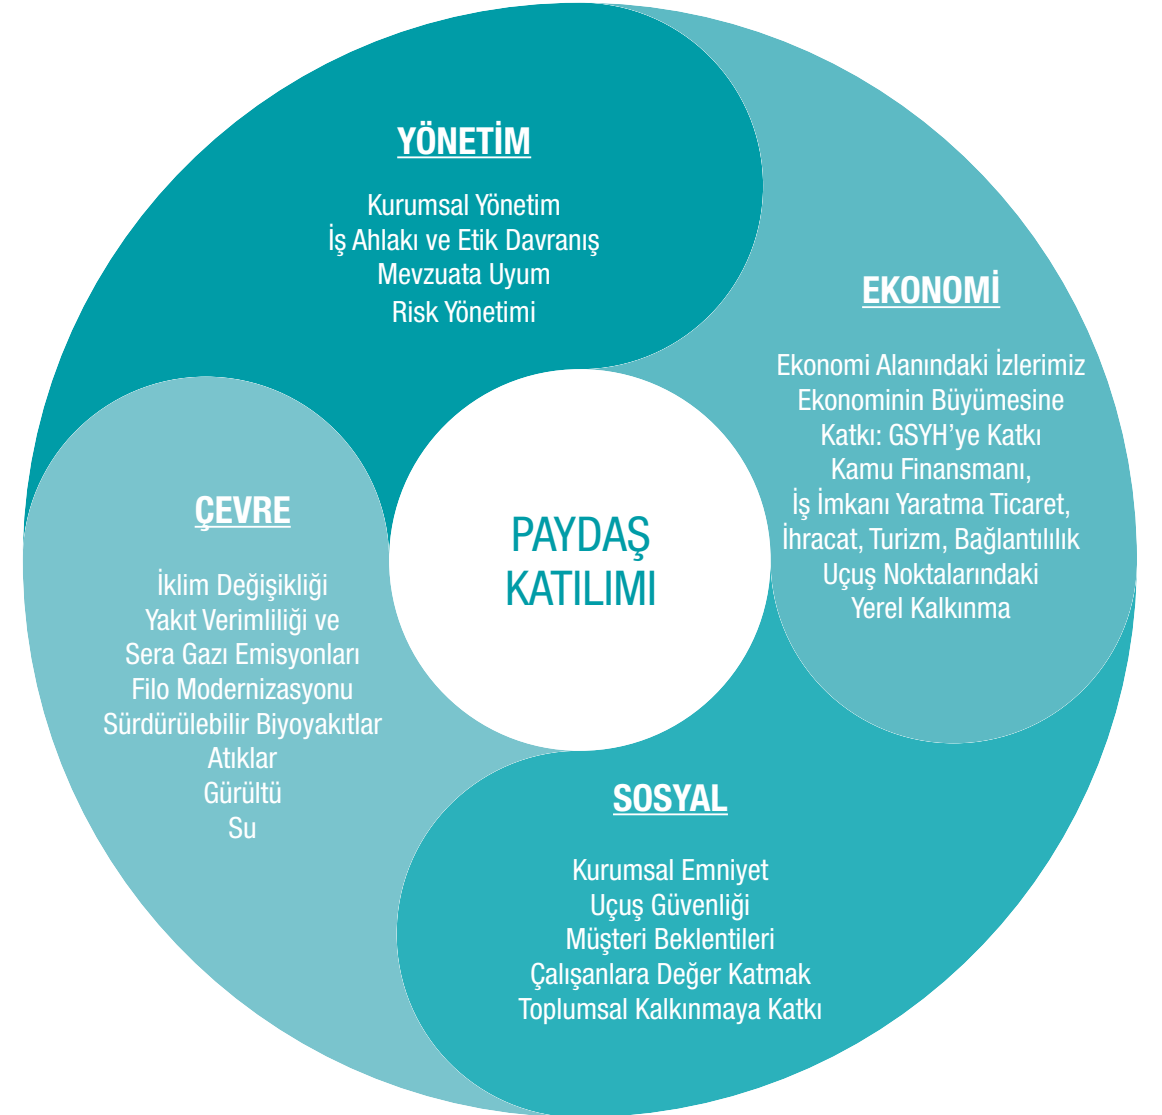 YÖNETİM
Kurumsal Yönetim
İş Ahlakı ve Etik Davranış
Mevzuata Uyum
Risk Yönetimi
EKONOMİ
Ekonomi Alanındaki İzlerimiz
Ekonominin Büyümesine
Katkı: GSYH’ye Katkı
Kamu Finansmanı,
İş İmkanı Yaratma Ticaret,
İhracat, Turizm, Bağlantılılık
Uçuş Noktalarındaki
Yerel Kalkınma
PAYDAŞ
KATILIMI
ÇEVRE
İklim Değişikliği
Yakıt Verimliliği ve
Sera Gazı Emisyonları
Filo Modernizasyonu
Sürdürülebilir Biyoyakıtlar
Atıklar
Gürültü
Su
SOSYAL
Kurumsal Emniyet
Uçuş Güvenliği
Müşteri Beklentileri
Çalışanlara Değer Katmak
Toplumsal Kalkınmaya Katkı